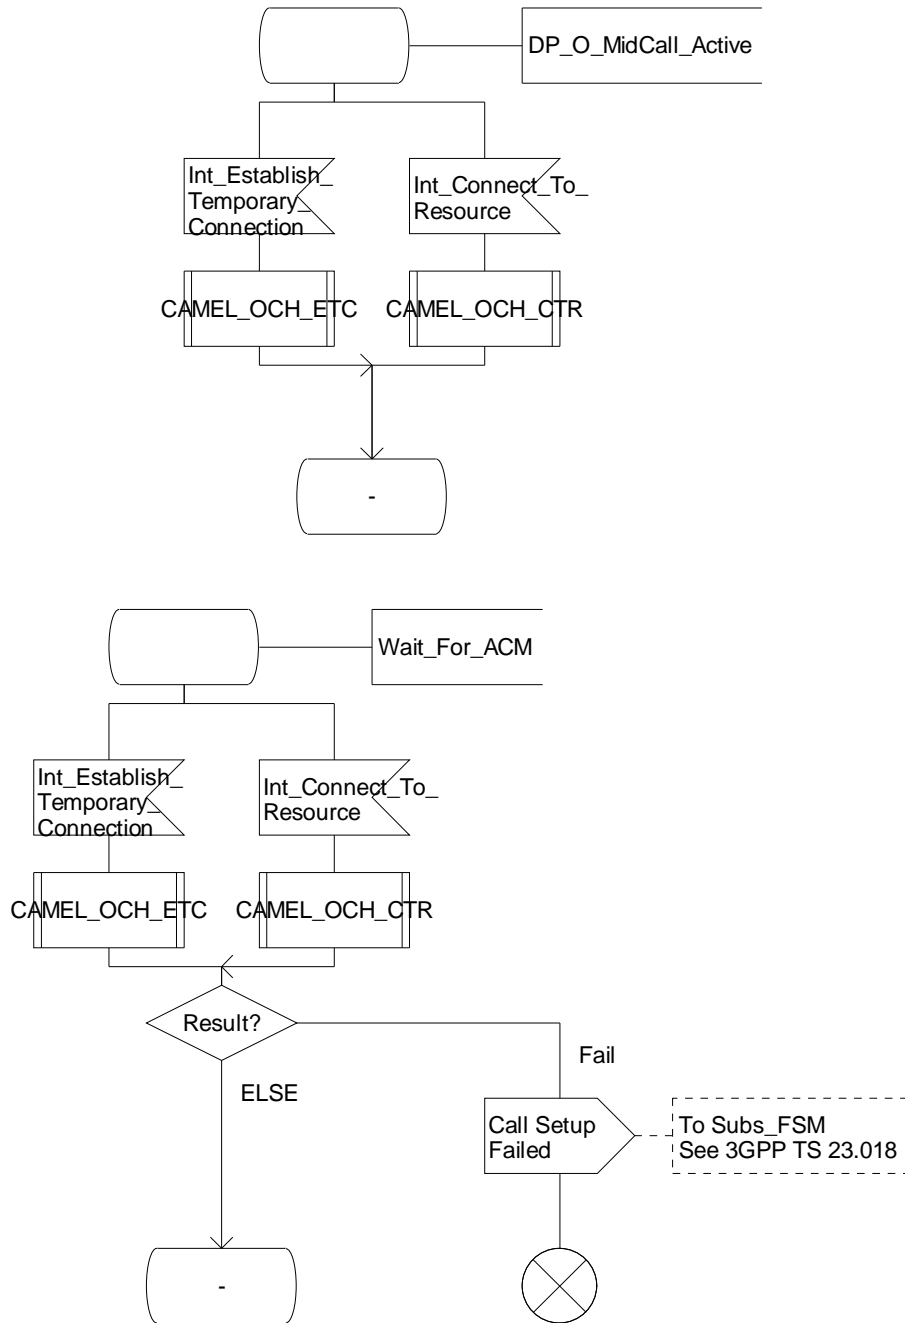 DP_O_MidCall_Active
Int_Establish_
Temporary_
Connection
Int_Connect_To_
Resource
CAMEL_OCH_ETC
CAMEL_OCH_CTR
-
Wait_For_ACM
Int_Establish_
Temporary_
Connection
Int_Connect_To_
Resource
CAMEL_OCH_ETC
CAMEL_OCH_CTR
Result?
Fail
ELSE
Call Setup
Failed
To Subs_FSM
See 3GPP TS 23.018
-